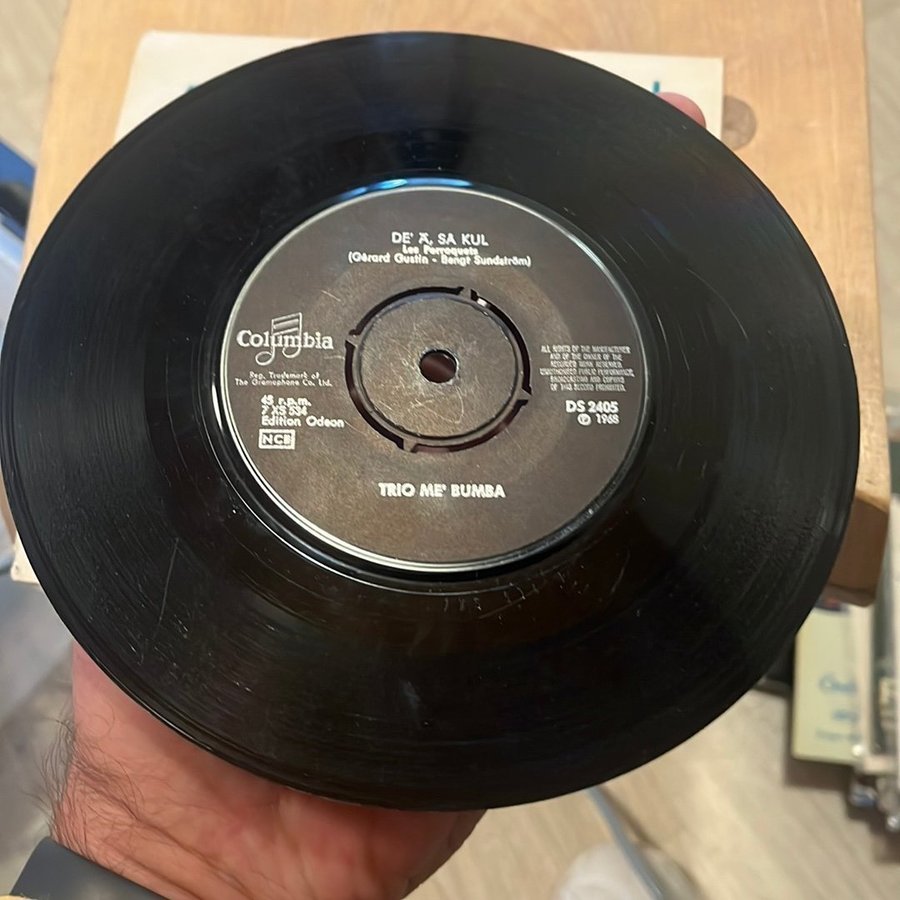 DE' Ä, SA KUL
Les Perroquets
(Gérard Gustin - Bengt Sundström)
Columbia
Reg. Trademark of
The Gramophone Co. Ltd.
45 r.p.m.
7 XS 534
Edition Odeon
NCB
ALL RIGHTS OF THE MANUFACTURER
AND OF THE OWNER OF THE
RECORDED WORK RESERVED.
UNAUTHORISED PUBLIC PERFORMANCE,
BROADCASTING AND COPYING
OF THIS RECORD PROHIBITED.
DS 2405
Ⓟ 1968
TRIO ME' BUMBA